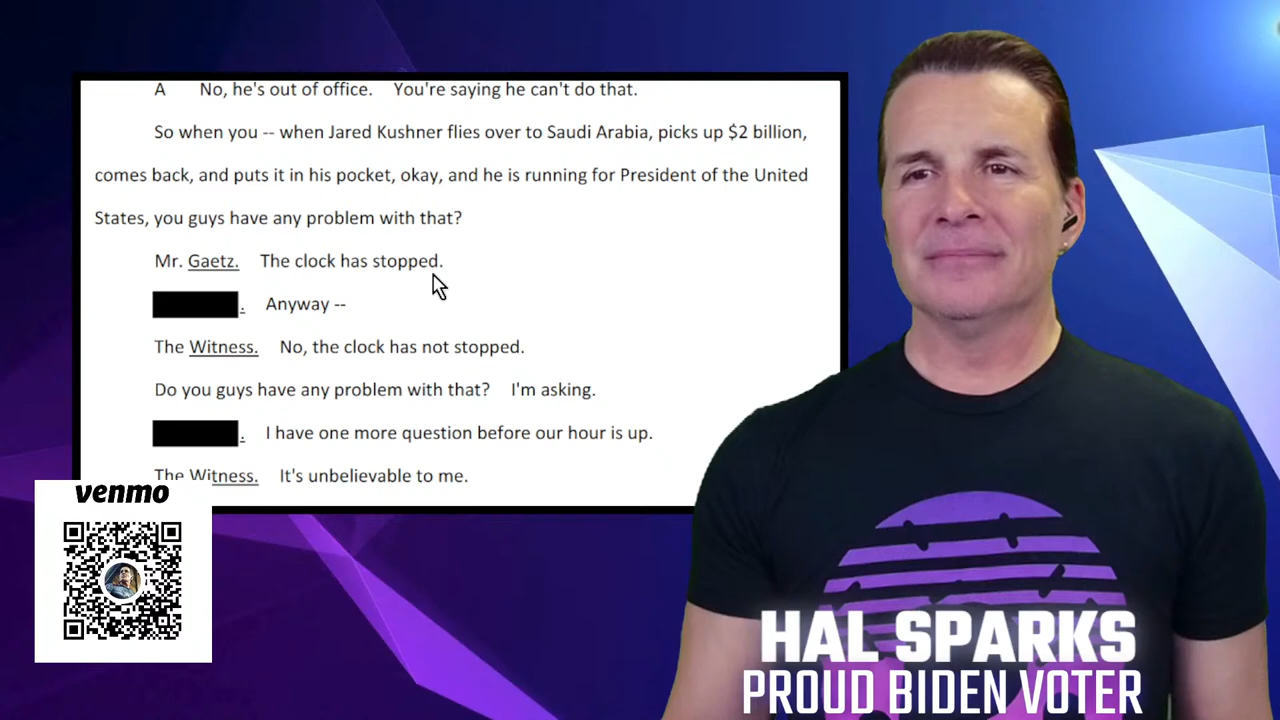 A No, he's out of office. You're saying he can't do that.
So when you -- when Jared Kushner flies over to Saudi Arabia, picks up $2 billion,
comes back, and puts it in his pocket, okay, and he is running for President of the United
States, you guys have any problem with that?
Mr. Gaetz. The clock has stopped.
. Anyway --
The Witness. No, the clock has not stopped.
Do you guys have any problem with that? I'm asking.
. I have one more question before our hour is up.
The Witness. It's unbelievable to me.
venmo
HAL SPARKS
PROUD BIDEN VOTER